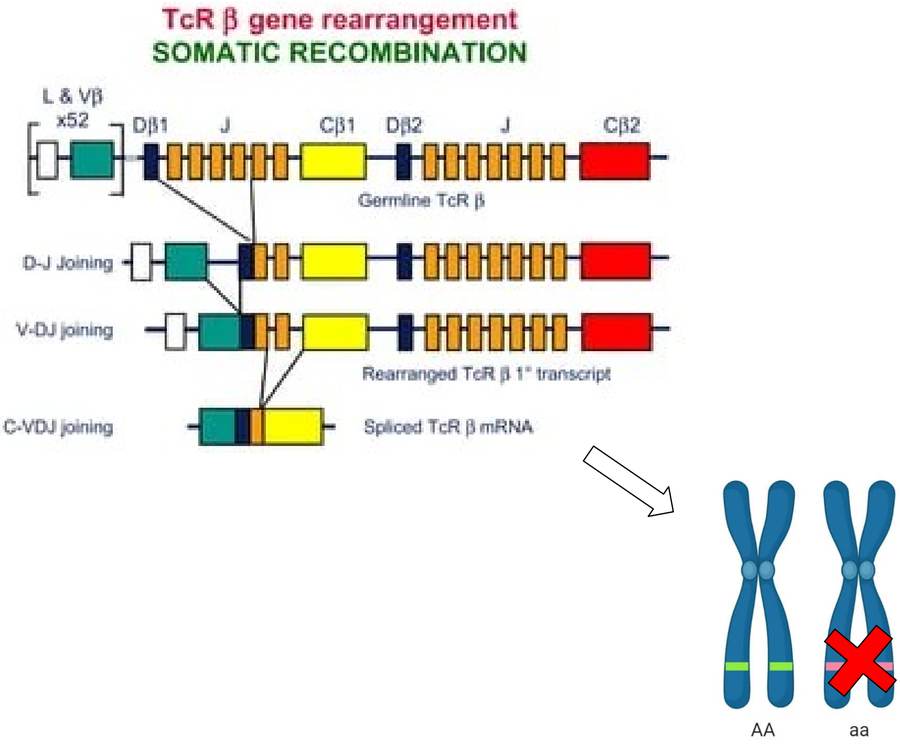 TcR β gene rearrangement
SOMATIC RECOMBINATION
L & Vβ
x52
Dβ1 J Cβ1 Dβ2 J Cβ2
Germline TcR β
D-J Joining
V-DJ joining
Rearranged TcR β 1° transcript
C-VDJ joining
Spliced TcR β mRNA
AA aa